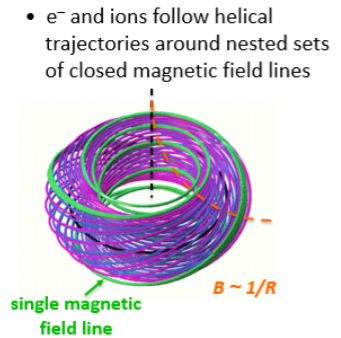 • e⁻ and ions follow helical
trajectories around nested sets
of closed magnetic field lines
B ~ 1/R
single magnetic
field line